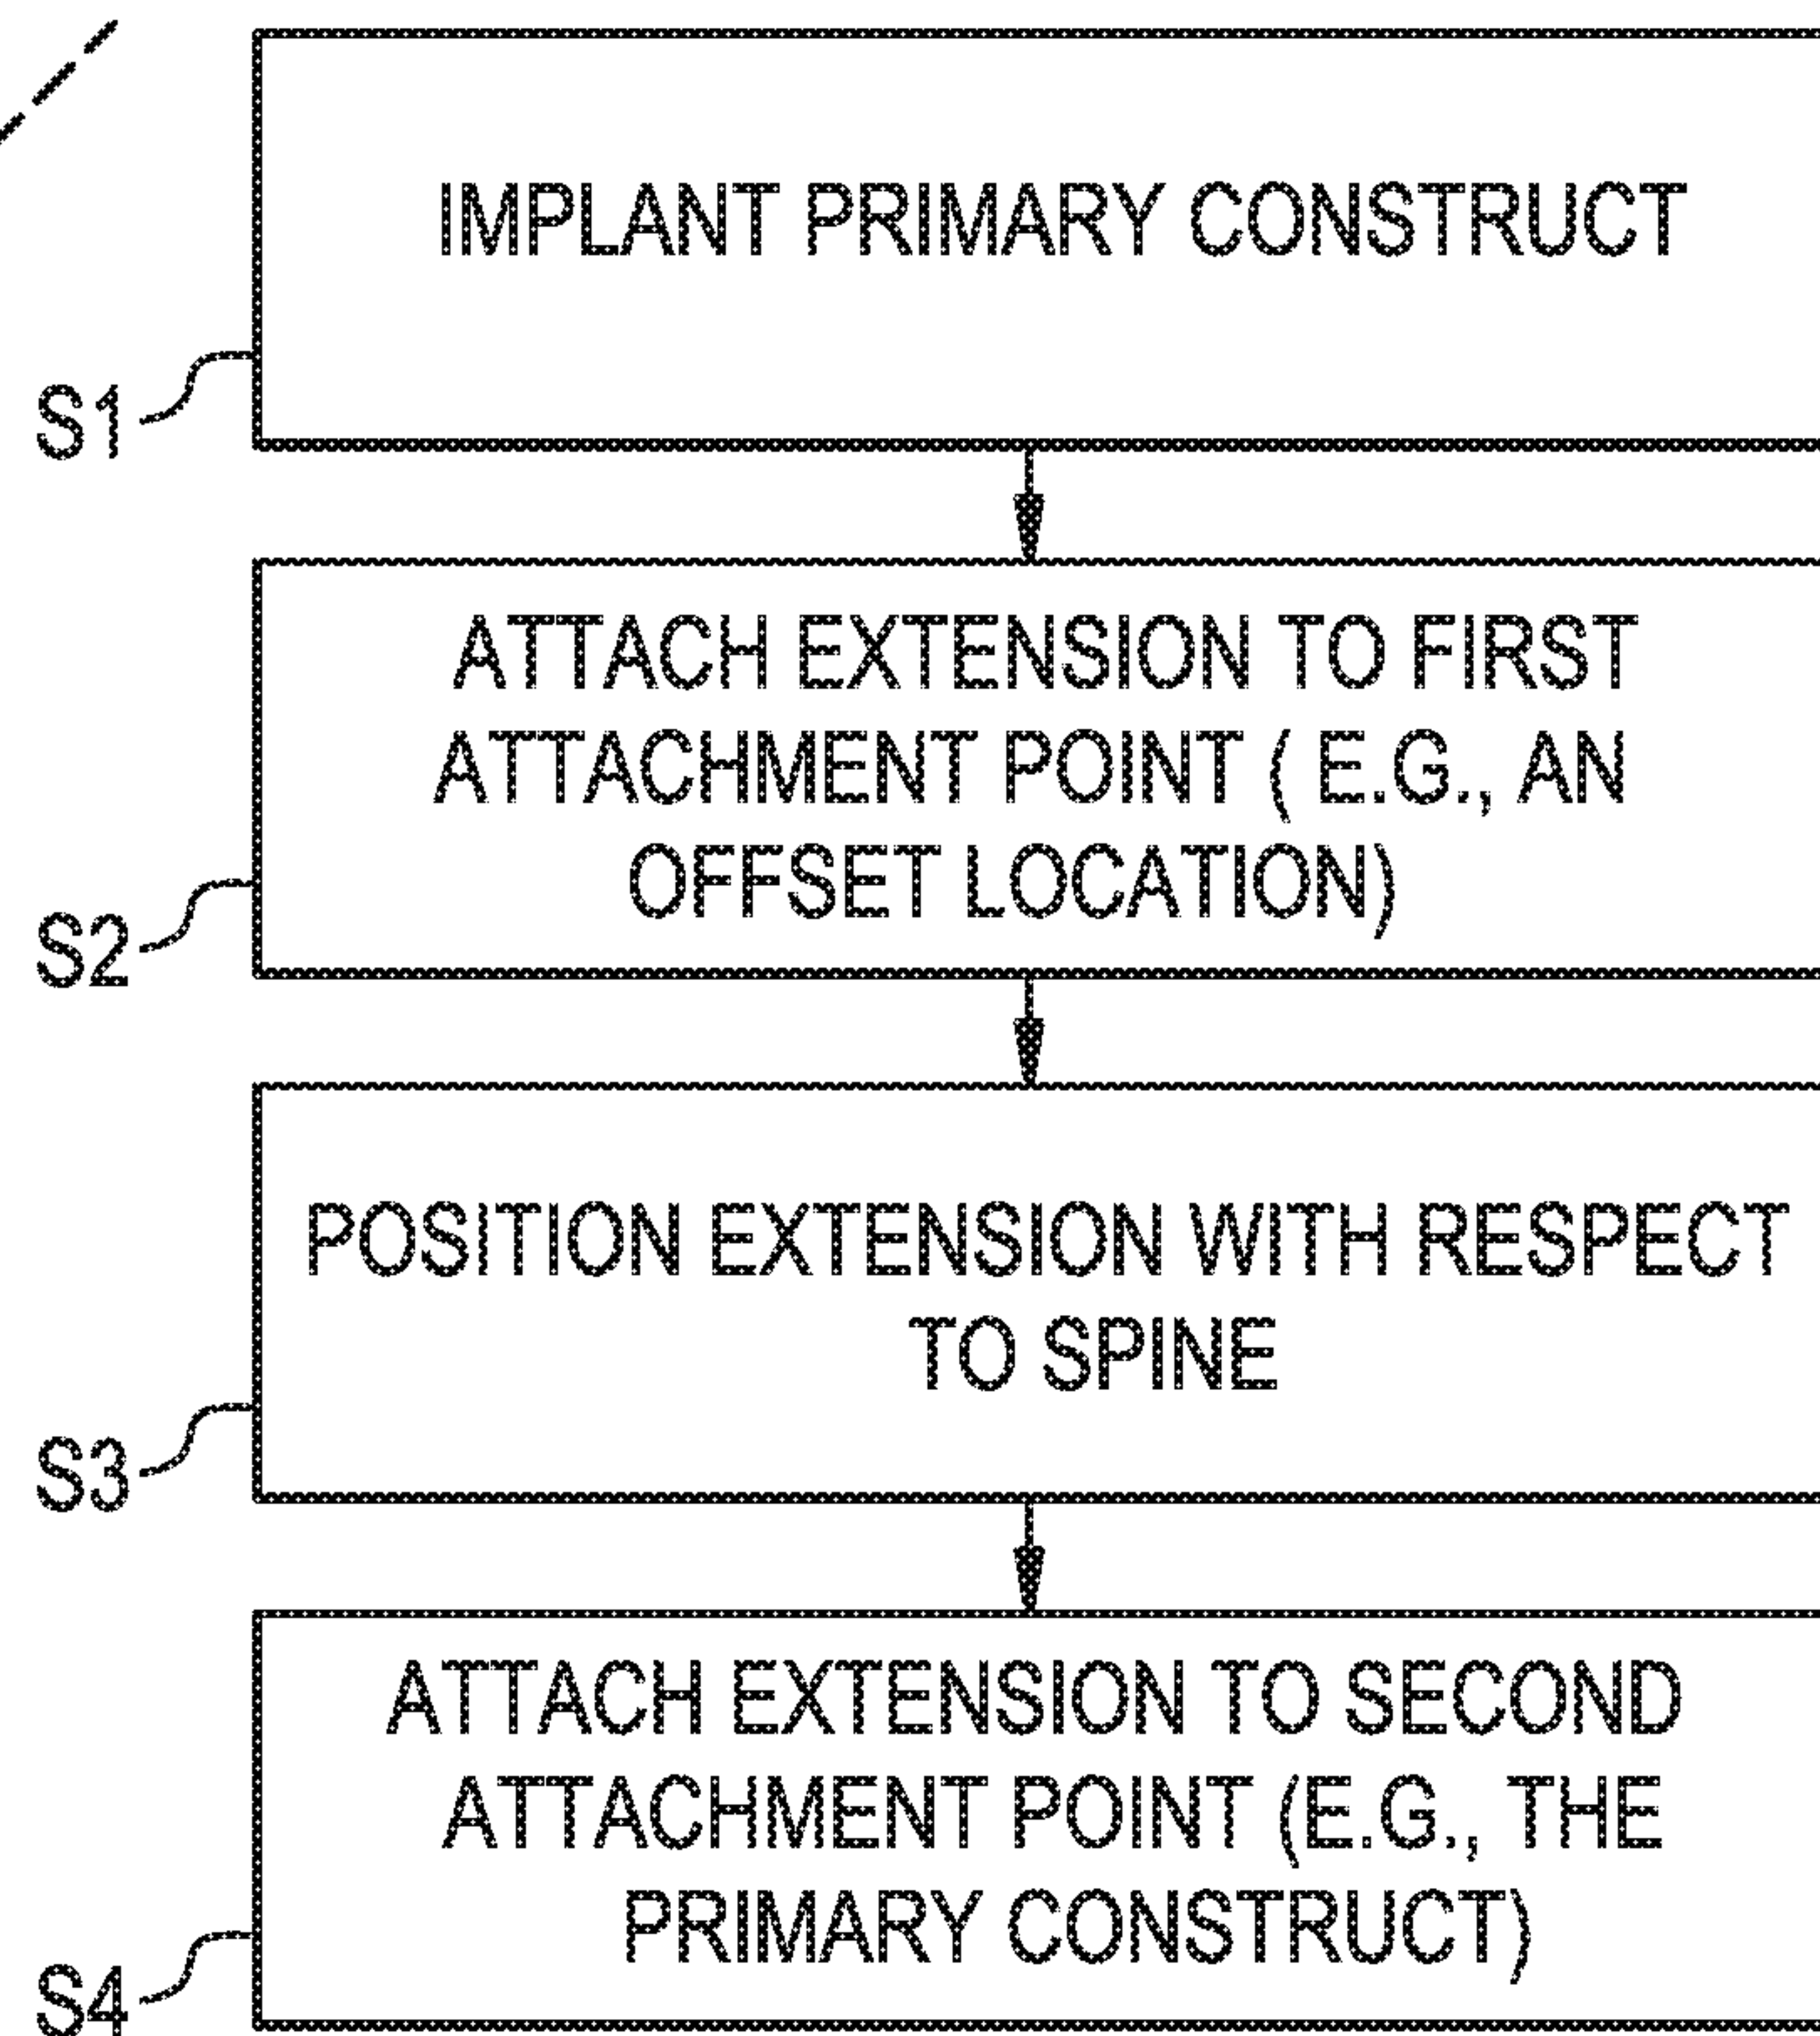 IMPLANT PRIMARY CONSTRUCT
S1
ATTACH EXTENSION TO FIRST
ATTACHMENT POINT ( E.G., AN
OFFSET LOCATION)
S2
POSITION EXTENSION WITH RESPECT
TO SPINE
S3
ATTACH EXTENSION TO SECOND
ATTACHMENT POINT (E.G., THE
PRIMARY CONSTRUCT)
S4